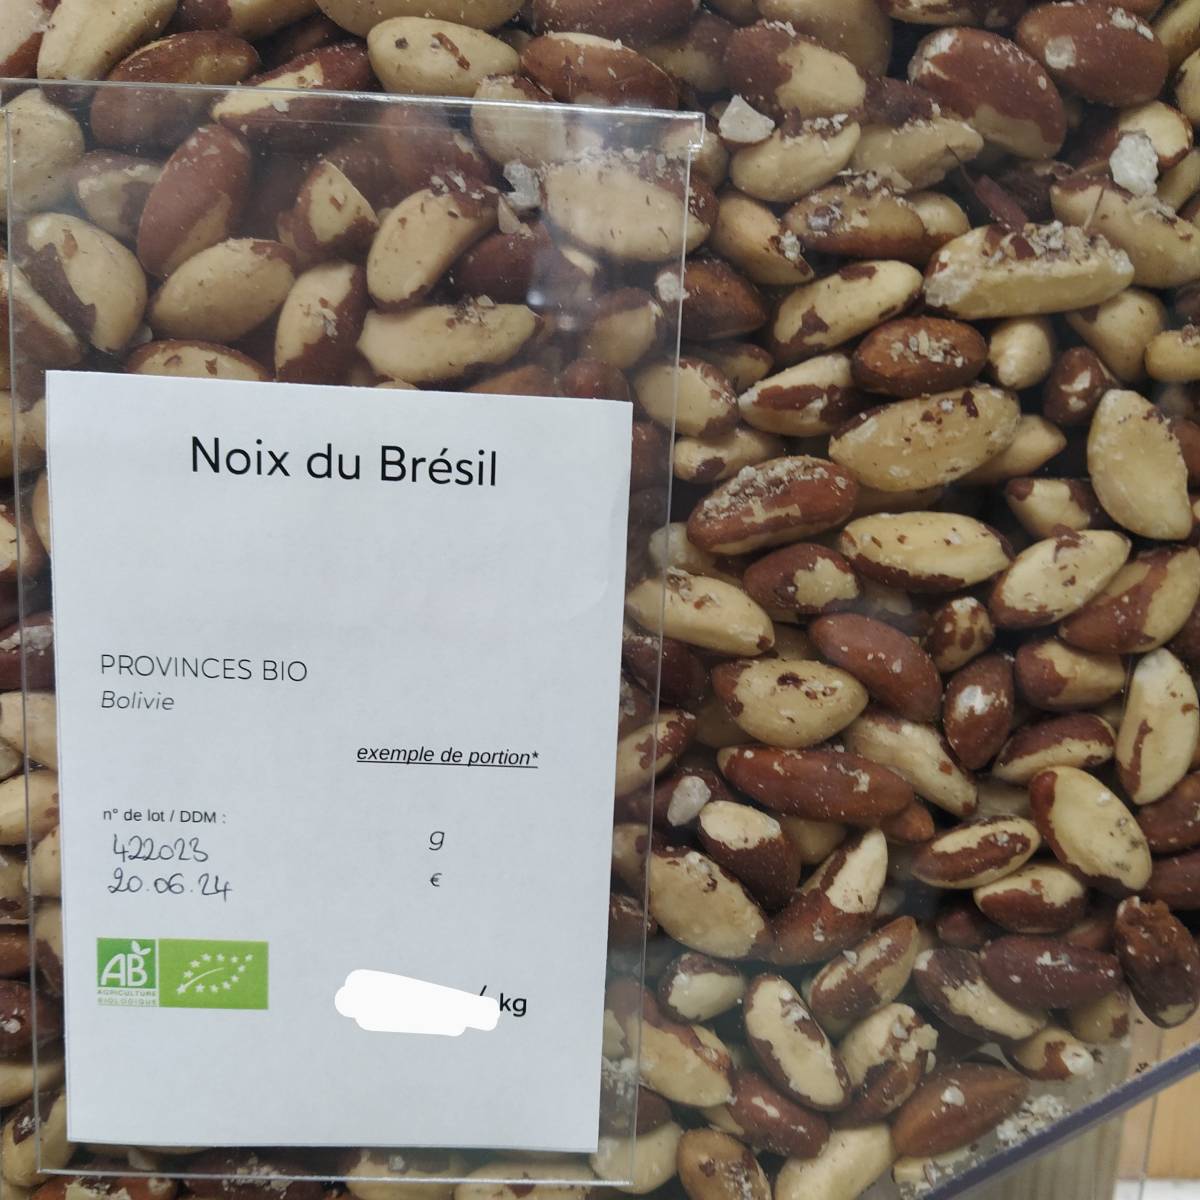 Noix du Brésil
PROVINCES BIO
Bolivie
exemple de portion*
n° de lot / DDM :
422023
20.06.24
g
€
AB
AGRICULTURE
BIOLOGIQUE
/ kg